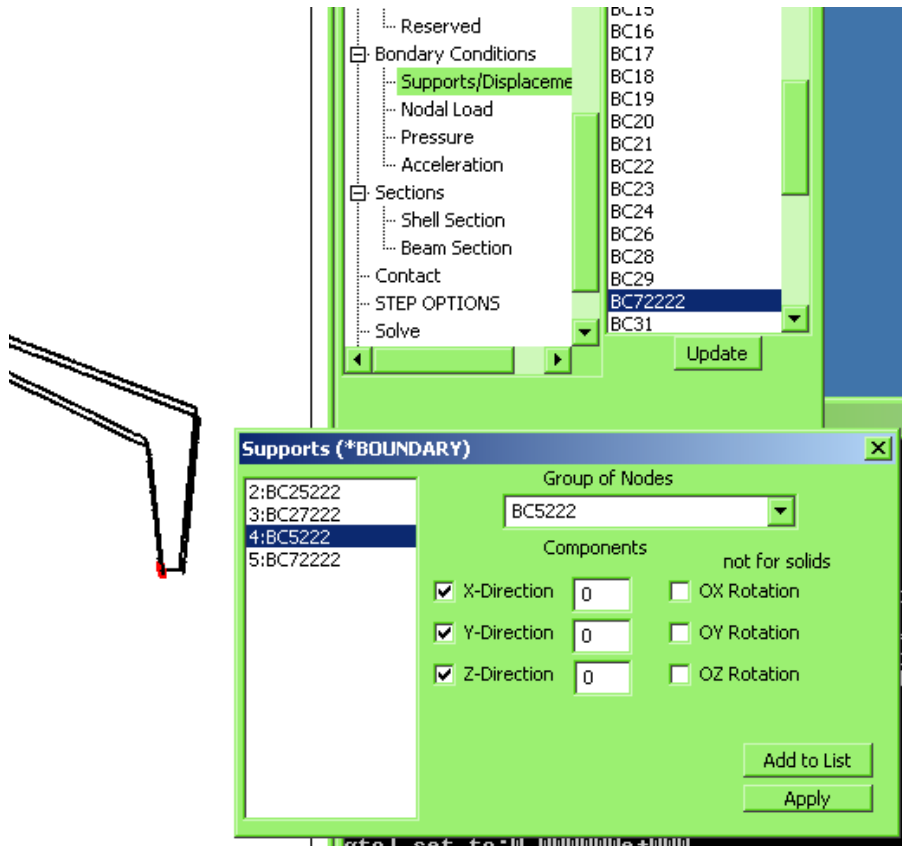 Reserved
Bondary Conditions
Supports/Displaceme
Nodal Load
Pressure
Acceleration
Sections
Shell Section
Beam Section
Contact
STEP OPTIONS
Solve
BC15
BC16
BC17
BC18
BC19
BC20
BC21
BC22
BC23
BC24
BC26
BC28
BC29
BC72222
BC31
Update
Supports (*BOUNDARY)
2:BC25222
3:BC27222
4:BC5222
5:BC72222
Group of Nodes
BC5222
Components
not for solids
X-Direction 0 OX Rotation
Y-Direction 0 OY Rotation
Z-Direction 0 OZ Rotation
Add to List
Apply
set to: